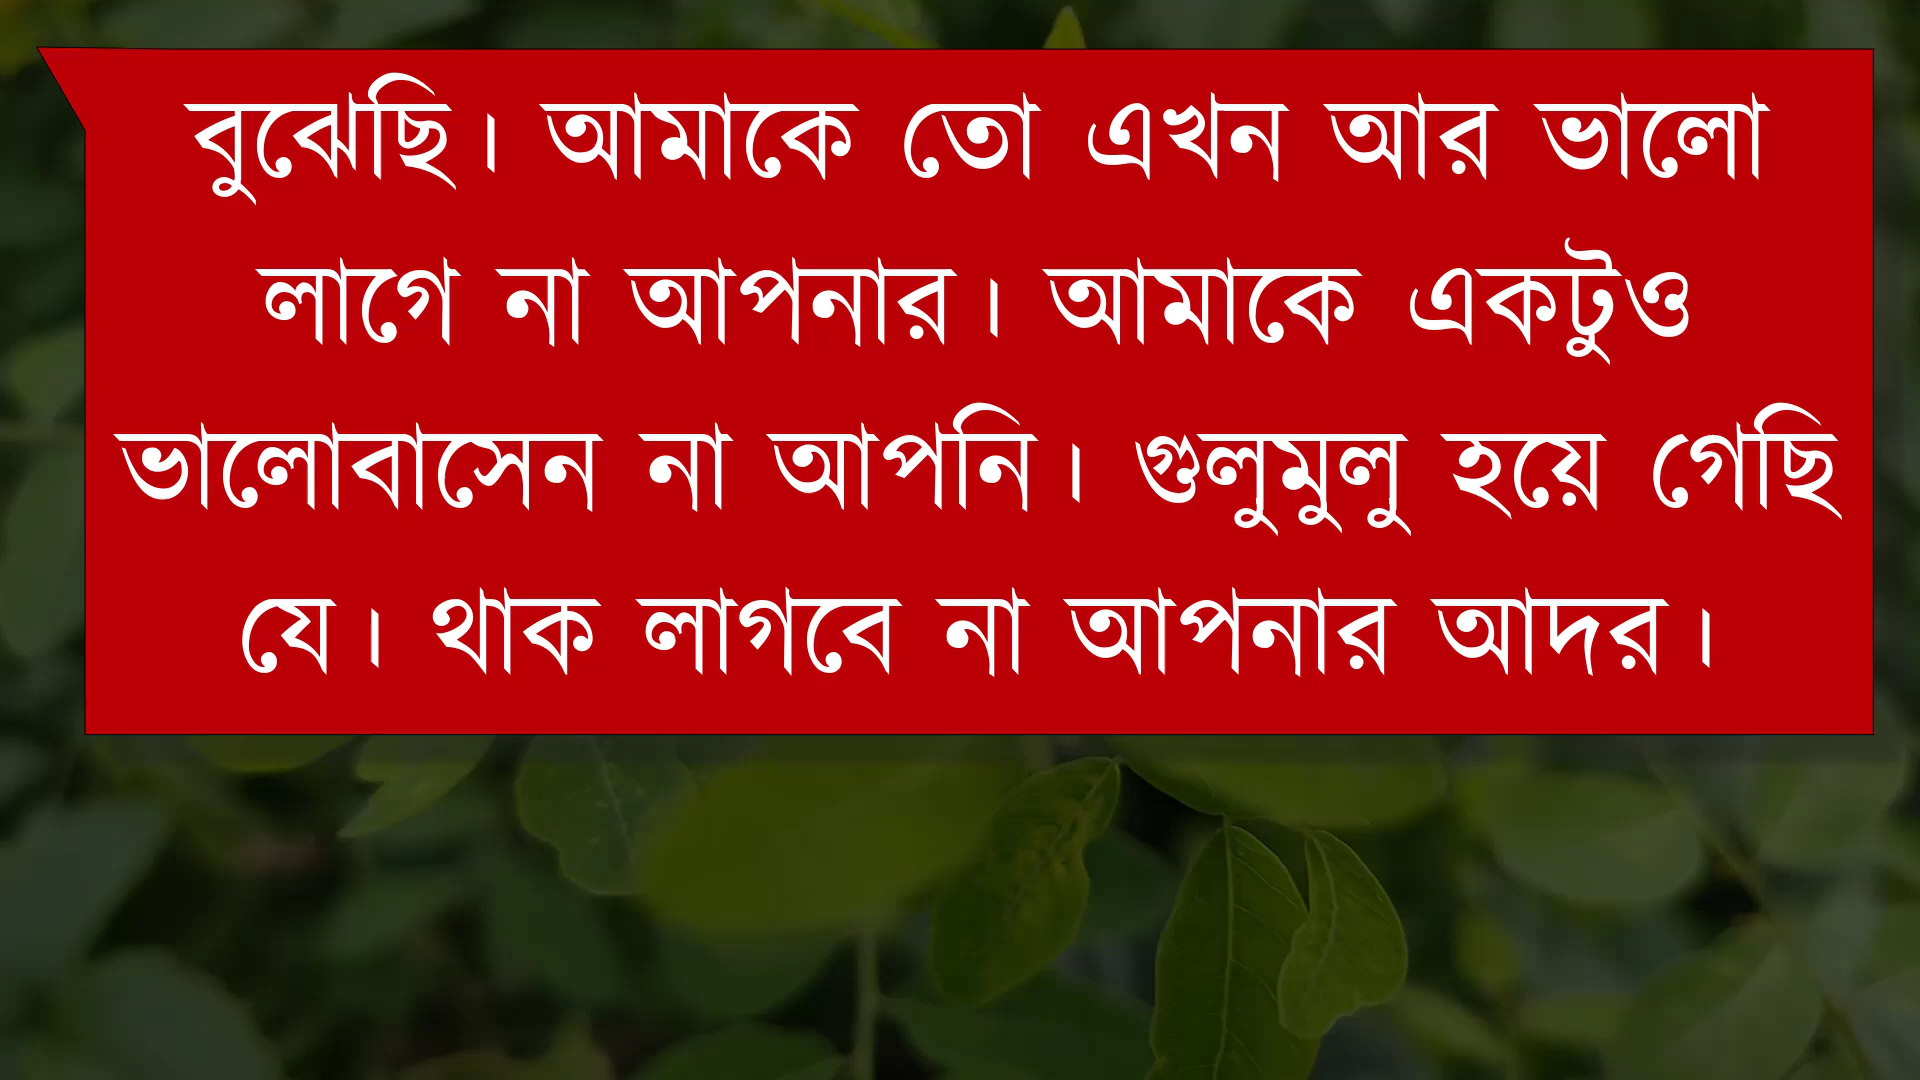 বুঝেছি। আমাকে তো এখন আর ভালো
লাগে না আপনার। আমাকে একটুও
ভালোবাসেন না আপনি। গুলুমুলু হয়ে গেছি
যে। থাক লাগবে না আপনার আদর।